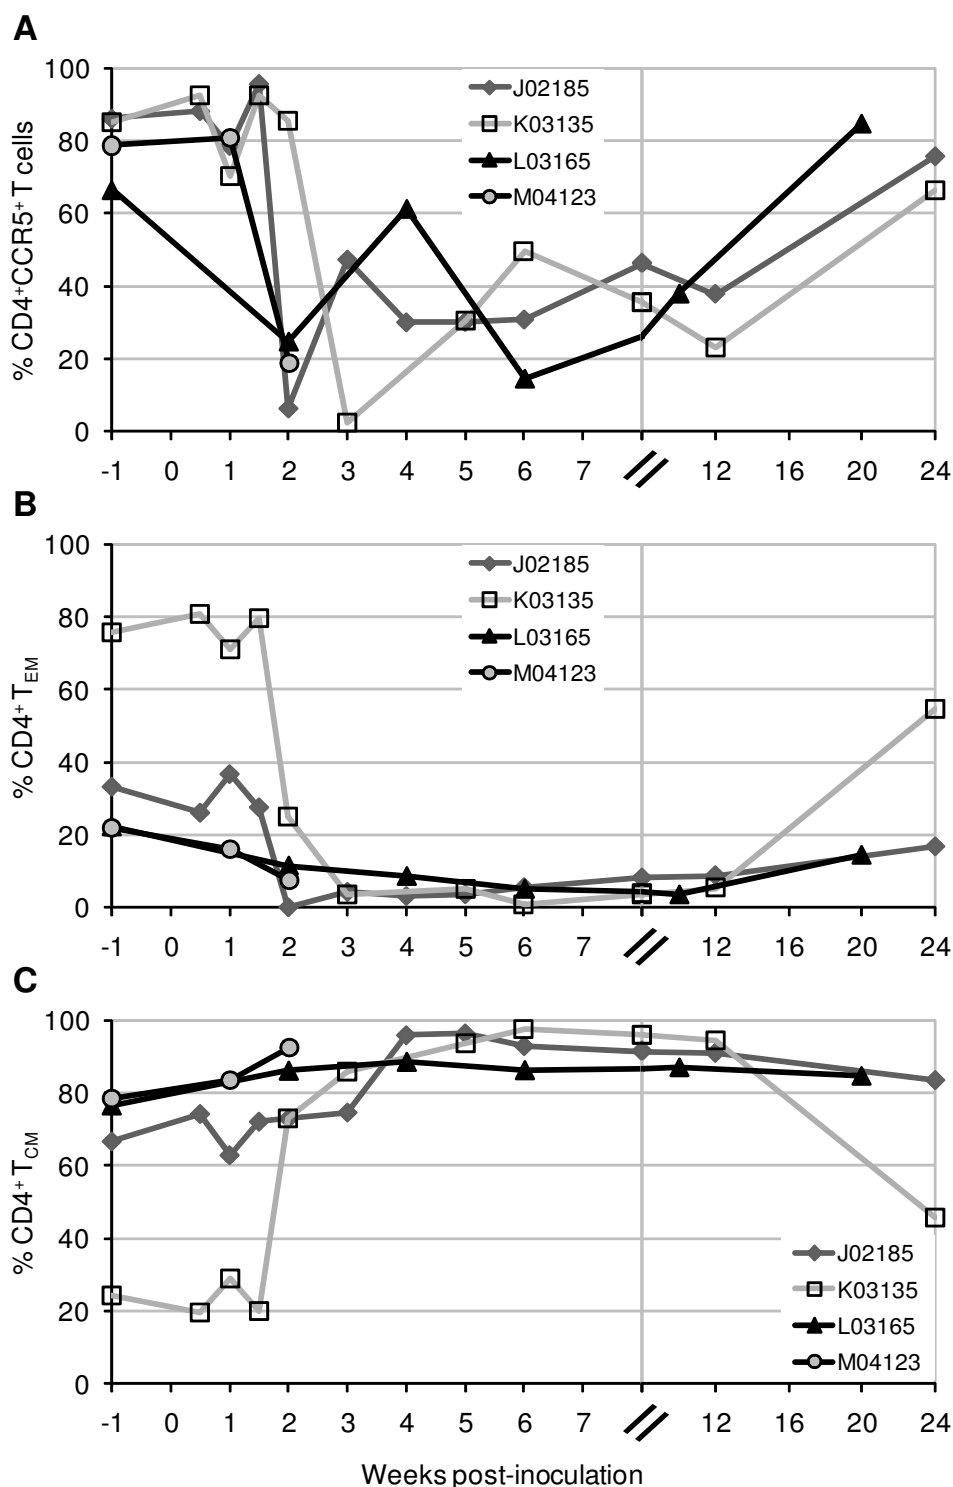 A
% CD4⁺CCR5⁺ T cells
100
80
60
40
20
0
J02185
K03135
L03165
M04123
-1 0 1 2 3 4 5 6 7 12 16 20 24
B
% CD4⁺ T_EM
100
80
60
40
20
0
J02185
K03135
L03165
M04123
-1 0 1 2 3 4 5 6 7 12 16 20 24
C
% CD4⁺ T_CM
100
80
60
40
20
0
J02185
K03135
L03165
M04123
-1 0 1 2 3 4 5 6 7 12 16 20 24
Weeks post-inoculation